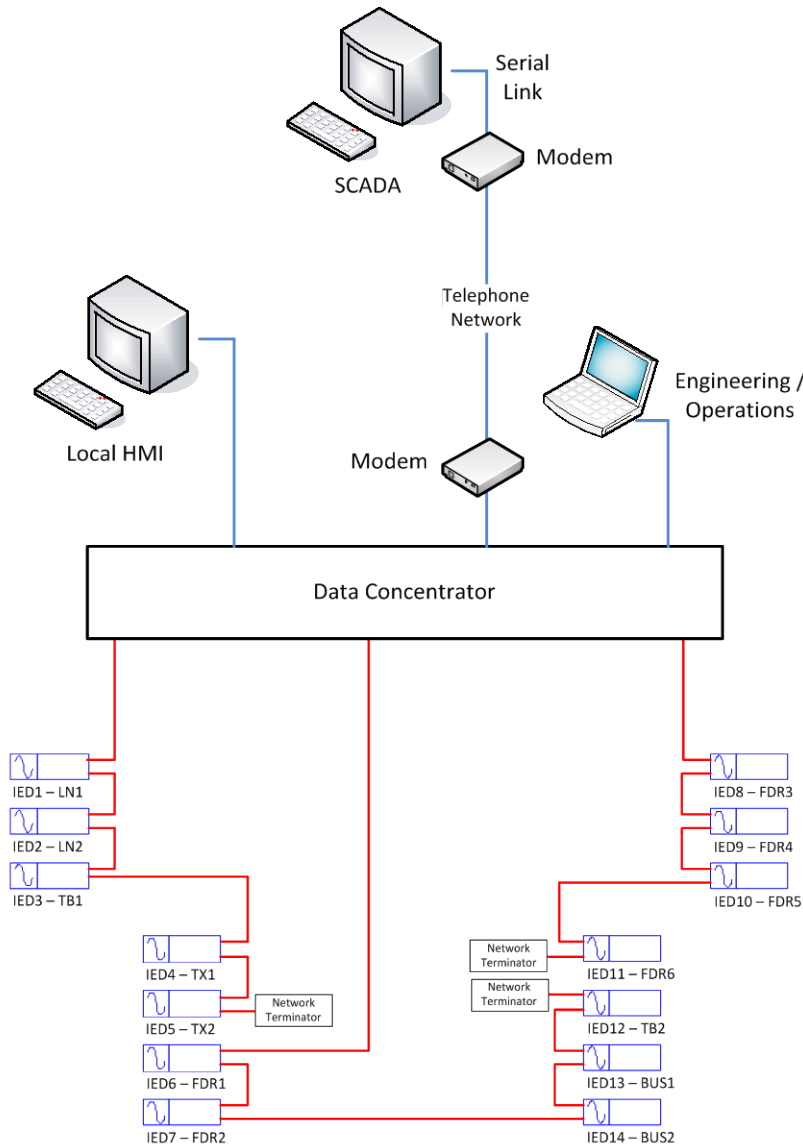 Serial
Link
Modem
SCADA
Telephone
Network
Engineering /
Operations
Local HMI
Modem
Data Concentrator
IED1 – LN1
IED8 – FDR3
IED2 – LN2
IED9 – FDR4
IED3 – TB1
IED10 – FDR5
Network
Terminator
IED4 – TX1
IED11 – FDR6
Network
Terminator
Network
Terminator
IED5 – TX2
IED12 – TB2
IED6 – FDR1
IED13 – BUS1
IED7 – FDR2
IED14 – BUS2